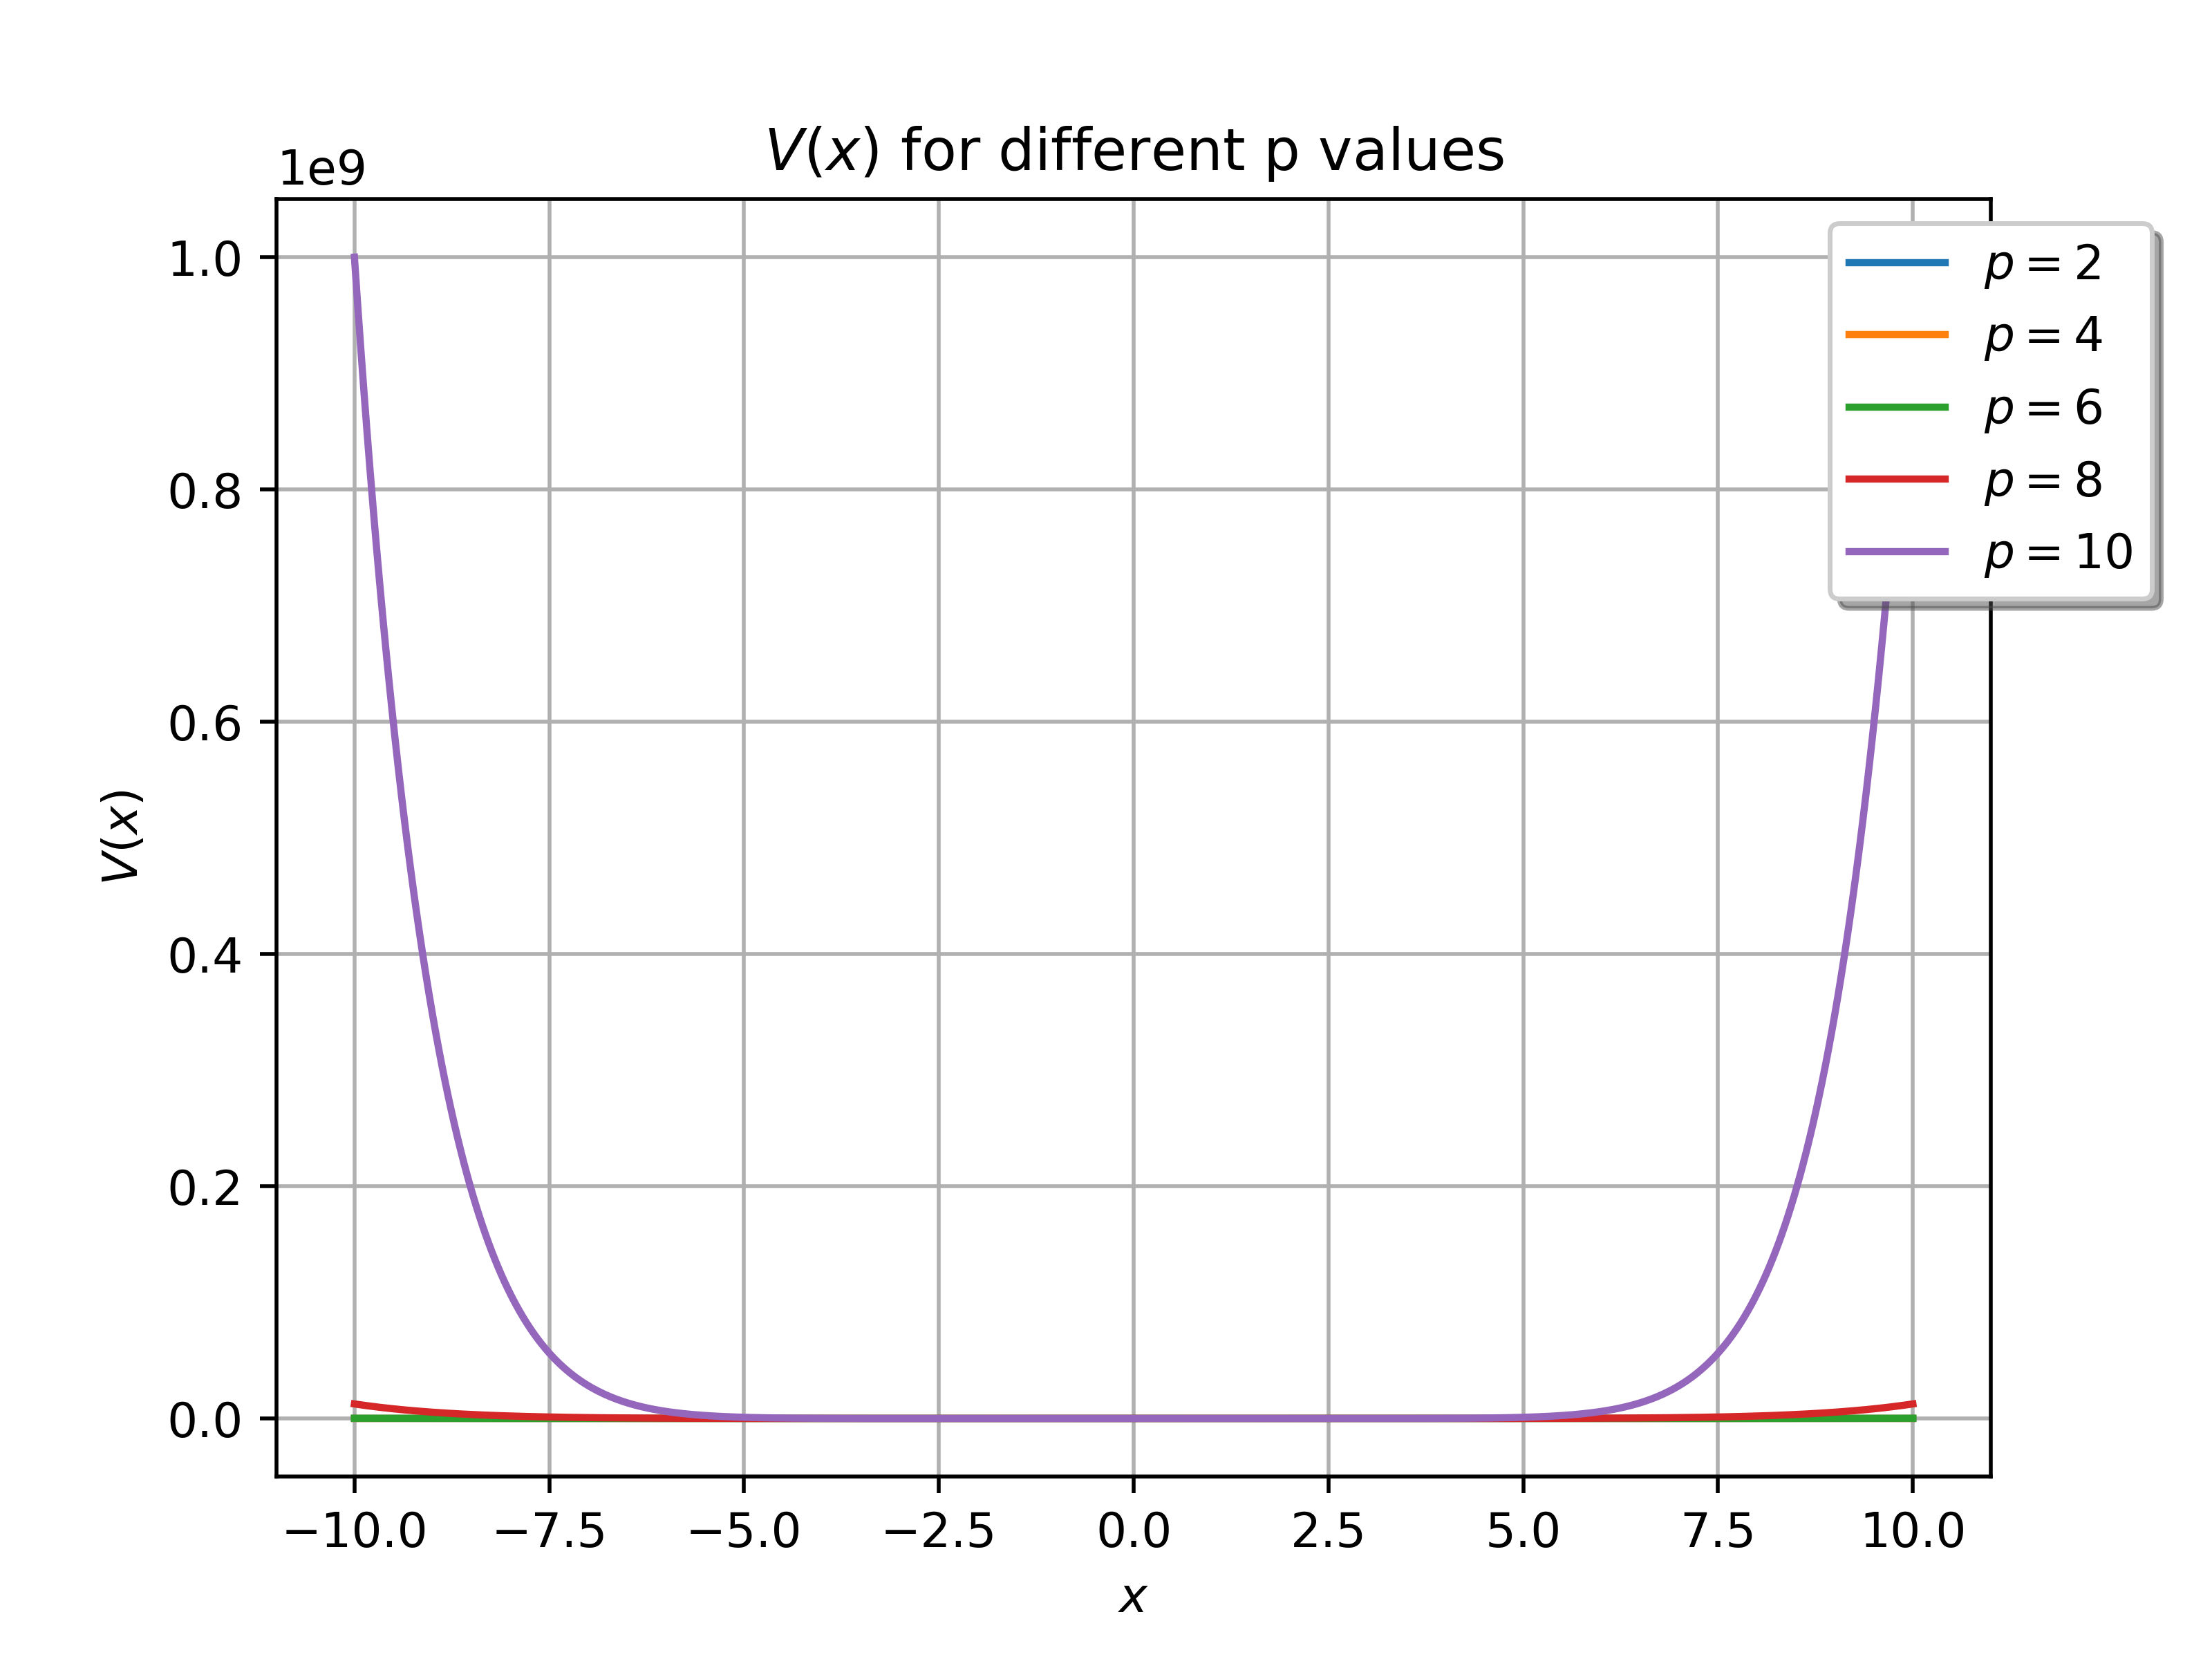 V(x) for different p values
1e9
1.0
0.8
0.6
0.4
0.2
0.0
V(x)
−10.0 −7.5 −5.0 −2.5 0.0 2.5 5.0 7.5 10.0
x
p = 2
p = 4
p = 6
p = 8
p = 10